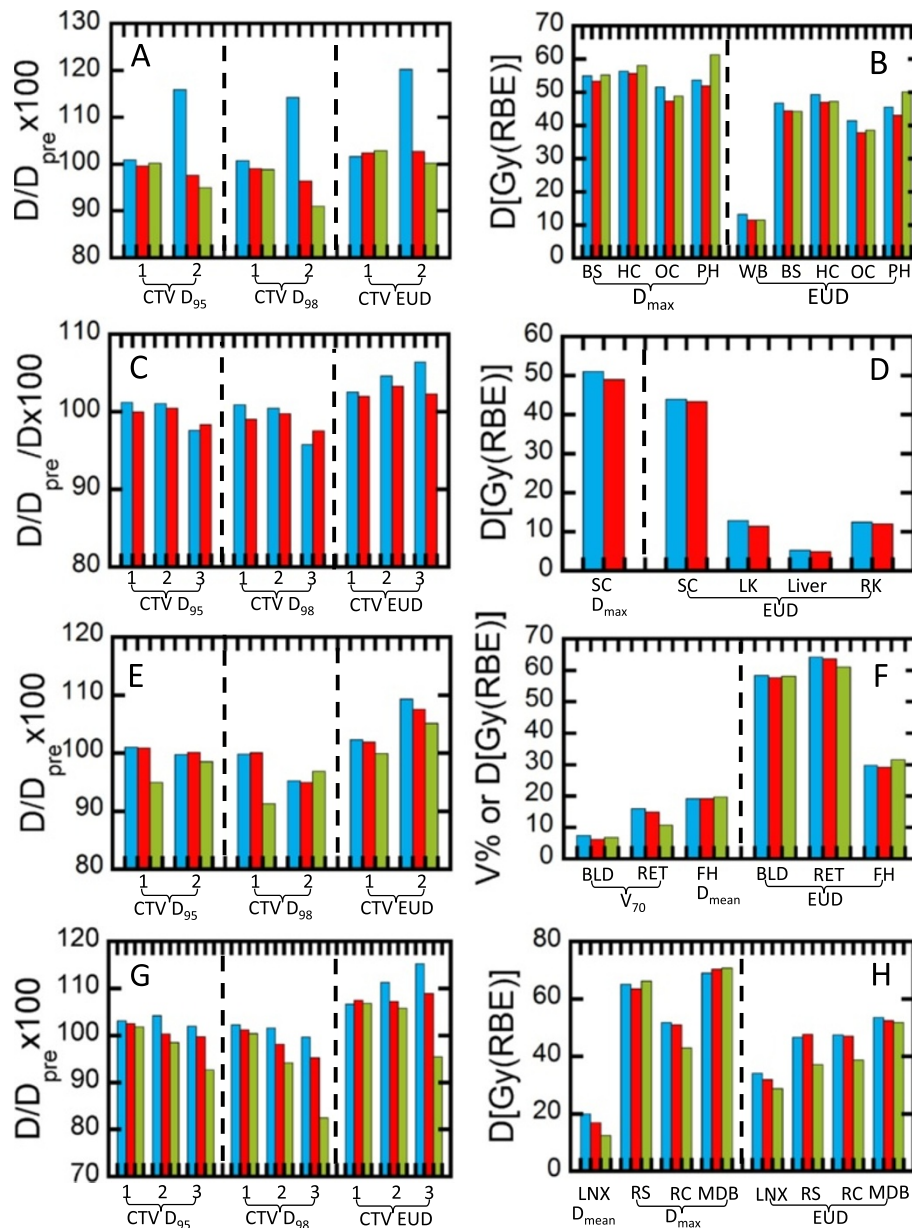 A
D/D pre x100
130
120
110
100
90
80
1 2 1 2 1 2
CTV D95 CTV D98 CTV EUD
B
D[Gy(RBE)]
70
60
50
40
30
20
10
0
BS HC OC PH WB BS HC OC PH
Dmax EUD
C
D/D pre /Dx100
110
100
90
80
1 2 3 1 2 3 1 2 3
CTV D95 CTV D98 CTV EUD
D
D[Gy(RBE)]
60
50
40
30
20
10
0
SC SC LK Liver RK
Dmax EUD
E
D/D pre x100
120
110
100
90
80
1 2 1 2 1 2
CTV D95 CTV D98 CTV EUD
F
V% or D[Gy(RBE)]
70
60
50
40
30
20
10
0
BLD RET FH BLD RET FH
V70 Dmean EUD
G
D/D pre x100
120
110
100
90
80
70
1 2 3 1 2 3 1 2 3
CTV D95 CTV D98 CTV EUD
H
D[Gy(RBE)]
80
60
40
20
0
LNX RS RC MDB LNX RS RC MDB
Dmean Dmax EUD